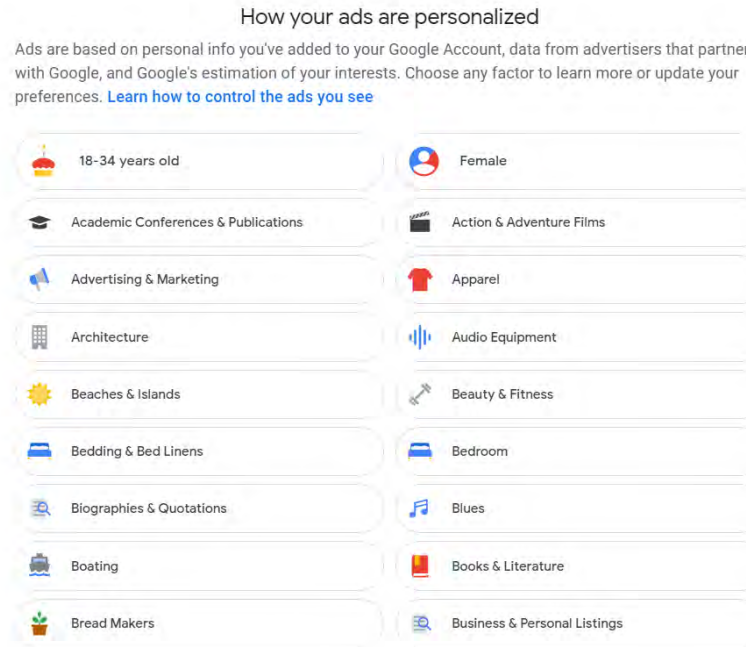 How your ads are personalized
Ads are based on personal info you've added to your Google Account, data from advertisers that partner
with Google, and Google's estimation of your interests. Choose any factor to learn more or update your
preferences. Learn how to control the ads you see
18-34 years old
Female
Academic Conferences & Publications
Action & Adventure Films
Advertising & Marketing
Apparel
Architecture
Audio Equipment
Beaches & Islands
Beauty & Fitness
Bedding & Bed Linens
Bedroom
Biographies & Quotations
Blues
Boating
Books & Literature
Bread Makers
Business & Personal Listings